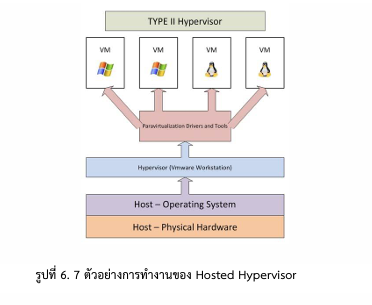 TYPE II Hypervisor
VM VM VM VM
Paravirtualization Drivers and Tools
Hypervisor (Vmware Workstation)
Host – Operating System
Host – Physical Hardware
รูปที่ 6. 7 ตัวอย่างการทำงานของ Hosted Hypervisor